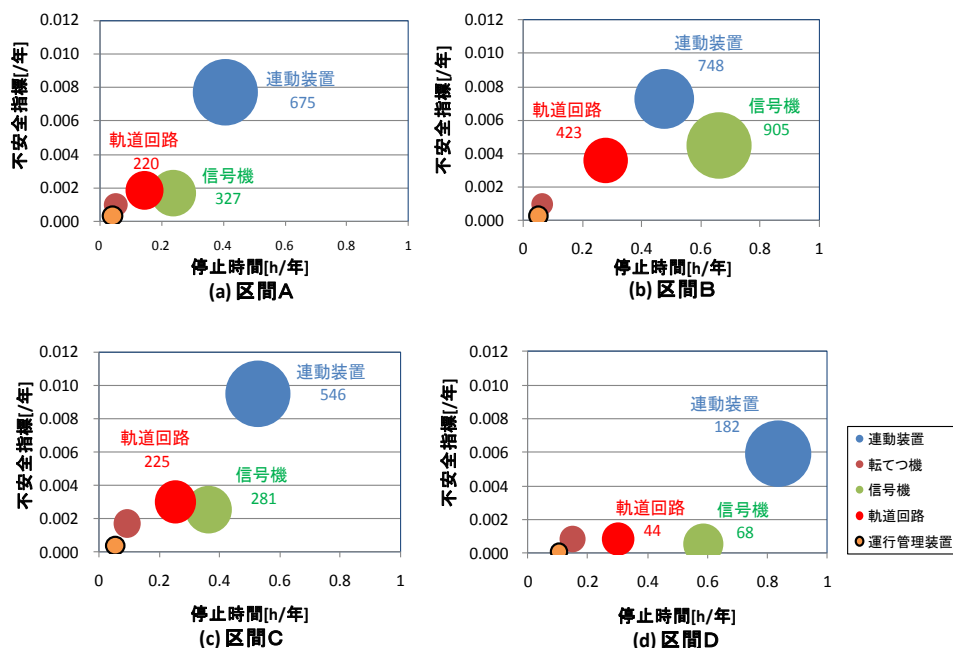 不安全指標[/年]
0.012
0.010
0.008
0.006
0.004
0.002
0.000
連動装置
675
軌道回路
220
信号機
327
0
0.2
0.4
0.6
0.8
1
停止時間[h/年]
(a) 区間A
不安全指標[/年]
0.012
0.010
0.008
0.006
0.004
0.002
0.000
連動装置
748
軌道回路
423
信号機
905
0
0.2
0.4
0.6
0.8
1
停止時間[h/年]
(b) 区間B
不安全指標[/年]
0.012
0.010
0.008
0.006
0.004
0.002
0.000
連動装置
546
軌道回路
225
信号機
281
0
0.2
0.4
0.6
0.8
1
停止時間[h/年]
(c) 区間C
不安全指標[/年]
0.012
0.010
0.008
0.006
0.004
0.002
0.000
連動装置
182
軌道回路
44
信号機
68
0
0.2
0.4
0.6
0.8
1
停止時間[h/年]
(d) 区間D
連動装置
転てつ機
信号機
軌道回路
運行管理装置